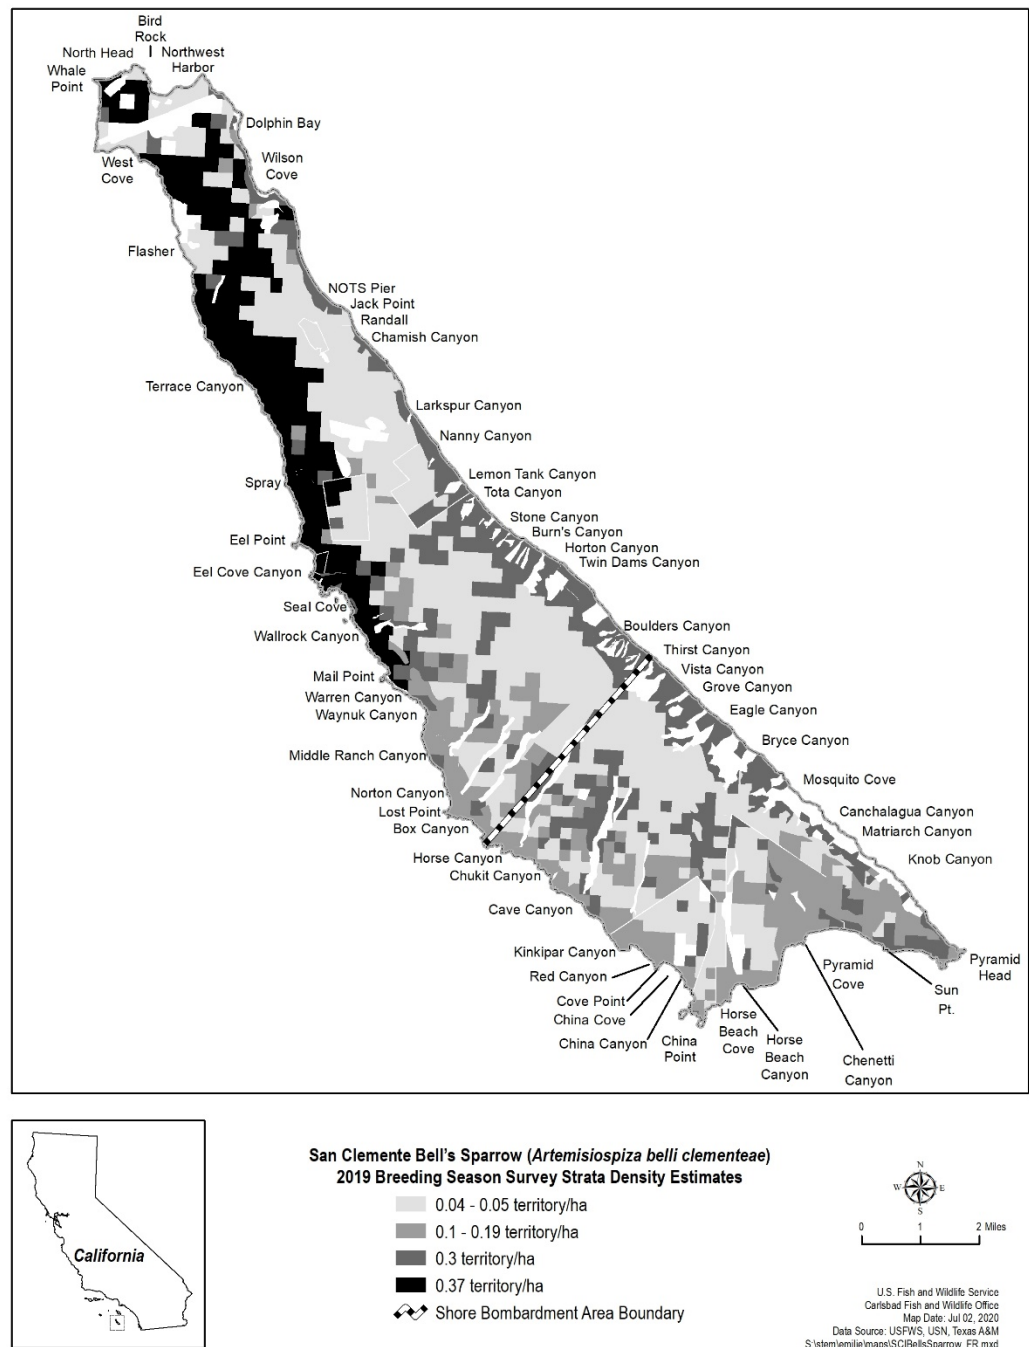 Bird
Rock
North Head
Northwest
Harbor
Whale
Point
Dolphin Bay
West
Cove
Wilson
Cove
Flasher
NOTS Pier
Jack Point
Randall
Chamish Canyon
Terrace Canyon
Larkspur Canyon
Nanny Canyon
Lemon Tank Canyon
Tota Canyon
Spray
Stone Canyon
Burn's Canyon
Horton Canyon
Twin Dams Canyon
Eel Point
Eel Cove Canyon
Seal Cove
Wallrock Canyon
Boulders Canyon
Thirst Canyon
Vista Canyon
Grove Canyon
Eagle Canyon
Bryce Canyon
Mail Point
Warren Canyon
Waynuk Canyon
Middle Ranch Canyon
Mosquito Cove
Norton Canyon
Lost Point
Box Canyon
Canchalagua Canyon
Matriarch Canyon
Knob Canyon
Horse Canyon
Chukit Canyon
Cave Canyon
Kinkipar Canyon
Red Canyon
Cove Point
China Cove
China Canyon
China
Point
Horse
Beach
Cove
Horse
Beach
Canyon
Pyramid
Cove
Chenetti
Canyon
Sun
Pt.
Pyramid
Head
California
San Clemente Bell's Sparrow (Artemisiospiza belli clementeae)
2019 Breeding Season Survey Strata Density Estimates
0.04 - 0.05 territory/ha
0.1 - 0.19 territory/ha
0.3 territory/ha
0.37 territory/ha
Shore Bombardment Area Boundary
N
W E
S
0 1 2 Miles
U.S. Fish and Wildlife Service
Carlsbad Fish and Wildlife Office
Map Date: Jul 02, 2020
Data Source: USFWS, USN, Texas A&M
S:\stem\emilie\maps\SCIBellsSparrow_FR.mxd